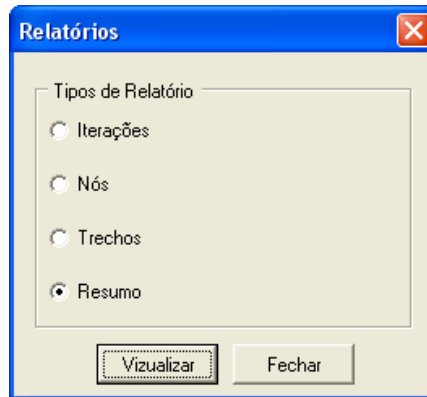 Relatórios
Tipos de Relatório
Iterações
Nós
Trechos
Resumo
Vizualizar
Fechar